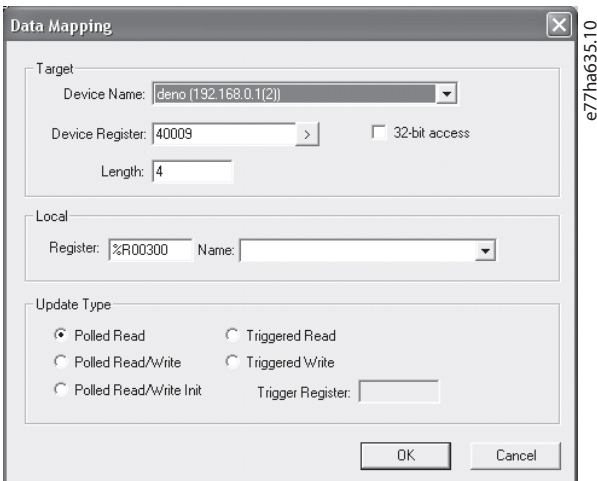 Data Mapping
Target
Device Name: deno (192.168.0.1(2))
Device Register: 40009 > 32-bit access
Length: 4
Local
Register: %R00300 Name:
Update Type
Polled Read Triggered Read
Polled Read/Write Triggered Write
Polled Read/Write Init Trigger Register:
OK Cancel
e77ha635.10